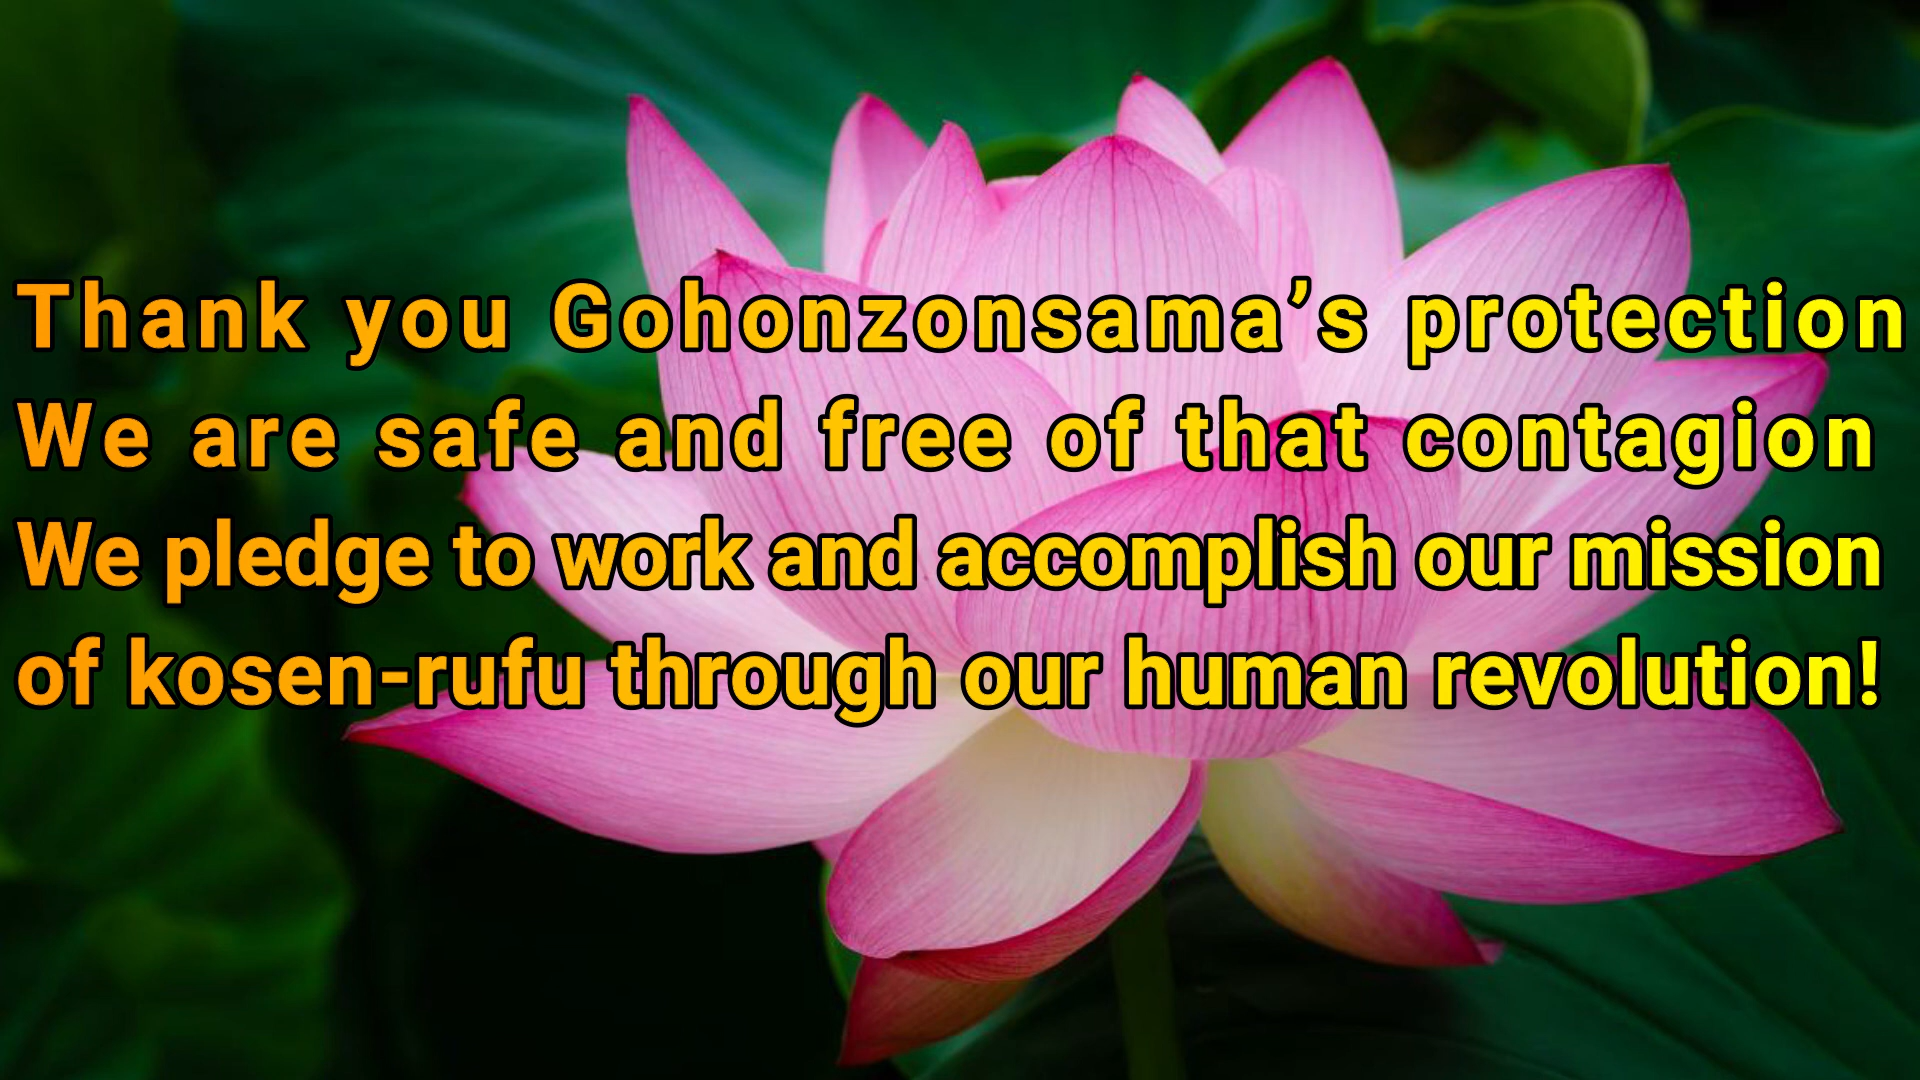 Thank you Gohonzonsama’s protection
We are safe and free of that contagion
We pledge to work and accomplish our mission
of kosen-rufu through our human revolution!